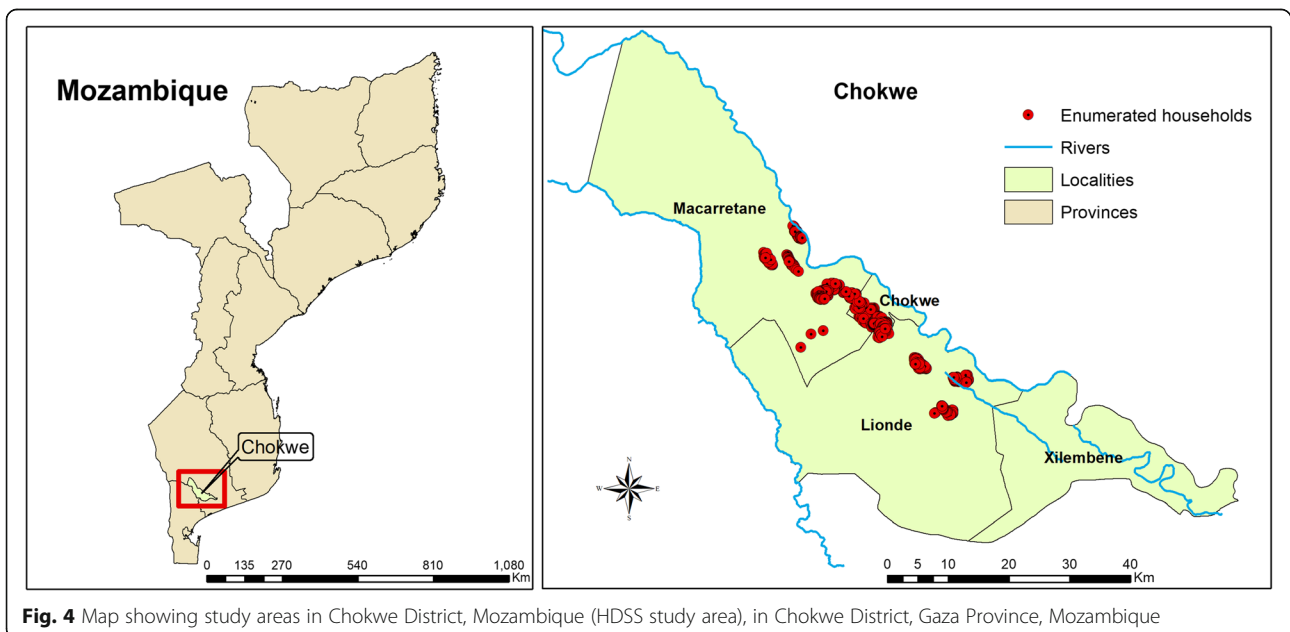 Mozambique
Chokwe
0 135 270 540 810 1,080
Km
Chokwe
Enumerated households
Rivers
Localities
Provinces
Macarretane
Chokwe
Lionde
Xilembene
N
W E
S
0 5 10 20 30 40
Km
Fig. 4 Map showing study areas in Chokwe District, Mozambique (HDSS study area), in Chokwe District, Gaza Province, Mozambique